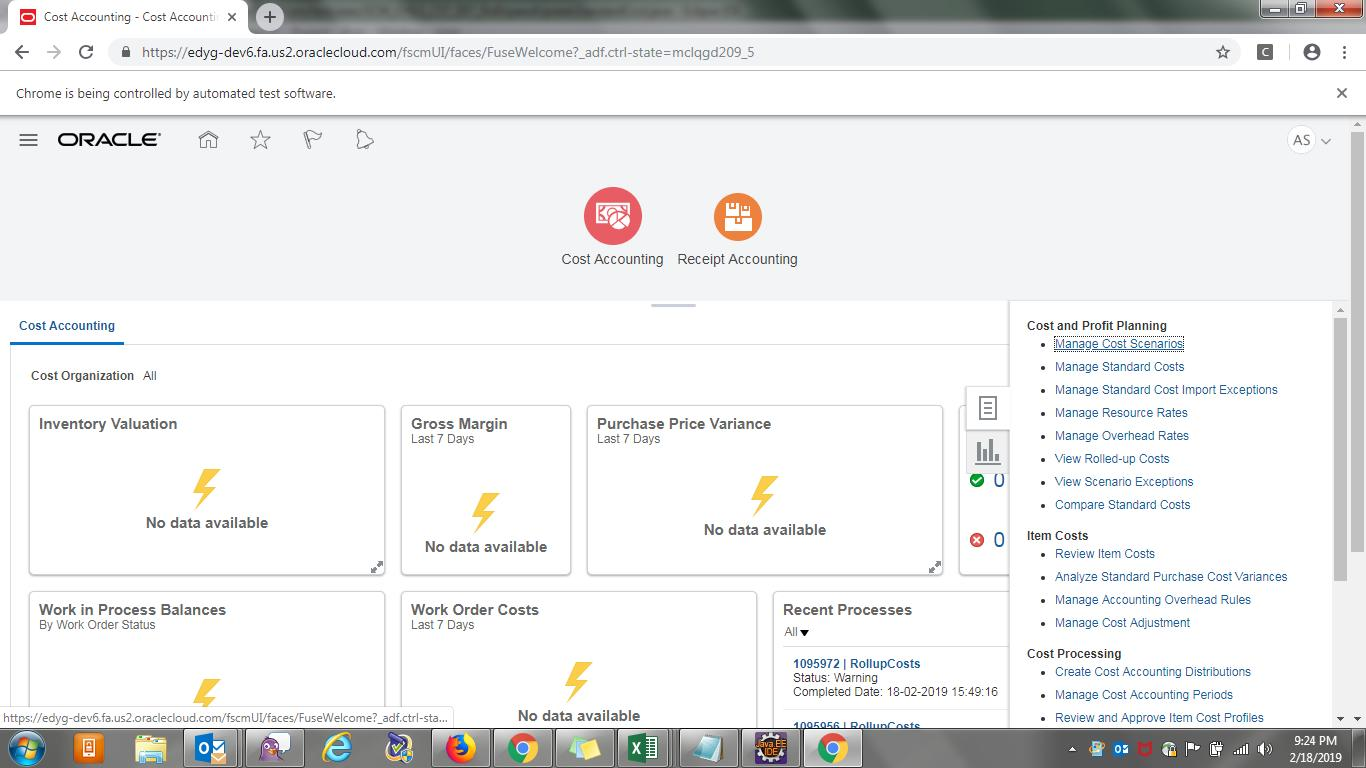 Cost Accounting - Cost Accountin
https://edyg-dev6.fa.us2.oraclecloud.com/fscmUI/faces/FuseWelcome?_adf.ctrl-state=mclqgd209_5
C
Chrome is being controlled by automated test software.
ORACLE
AS
Cost Accounting
Receipt Accounting
Cost Accounting
Cost Organization All
Inventory Valuation
No data available
Gross Margin
Last 7 Days
No data available
Purchase Price Variance
Last 7 Days
No data available
0
0
Work in Process Balances
By Work Order Status
Work Order Costs
Last 7 Days
No data available
Recent Processes
All
1095972 | RollupCosts
Status: Warning
Completed Date: 18-02-2019 15:49:16
1095956 | RollupCosts
Cost and Profit Planning
Manage Cost Scenarios
Manage Standard Costs
Manage Standard Cost Import Exceptions
Manage Resource Rates
Manage Overhead Rates
View Rolled-up Costs
View Scenario Exceptions
Compare Standard Costs
Item Costs
Review Item Costs
Analyze Standard Purchase Cost Variances
Manage Accounting Overhead Rules
Manage Cost Adjustment
Cost Processing
Create Cost Accounting Distributions
Manage Cost Accounting Periods
Review and Approve Item Cost Profiles
https://edyg-dev6.fa.us2.oraclecloud.com/fscmUI/faces/FuseWelcome?_adf.ctrl-sta...
Java EE
IDE
9:24 PM
2/18/2019